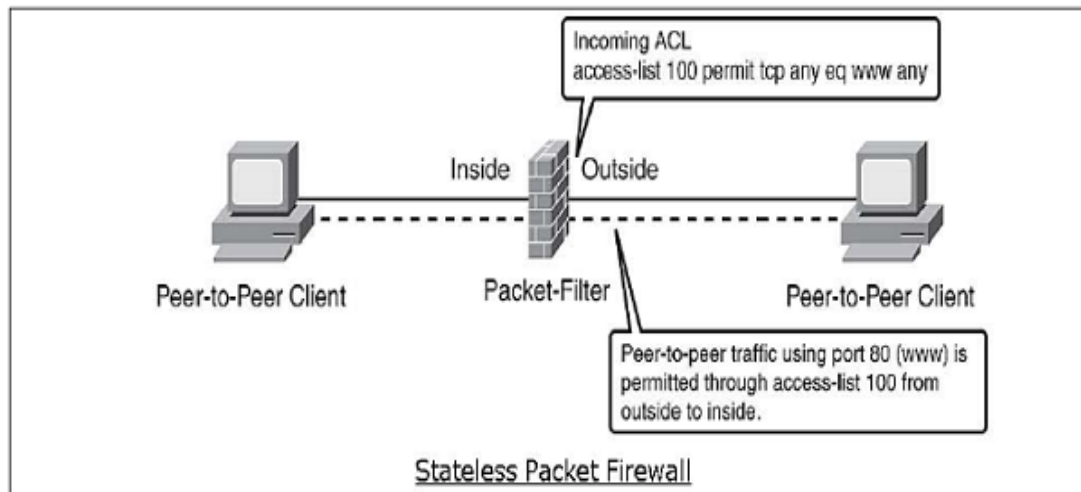 Incoming ACL
access-list 100 permit tcp any eq www any
Inside
Outside
Peer-to-Peer Client
Packet-Filter
Peer-to-Peer Client
Peer-to-peer traffic using port 80 (www) is
permitted through access-list 100 from
outside to inside.
Stateless Packet Firewall